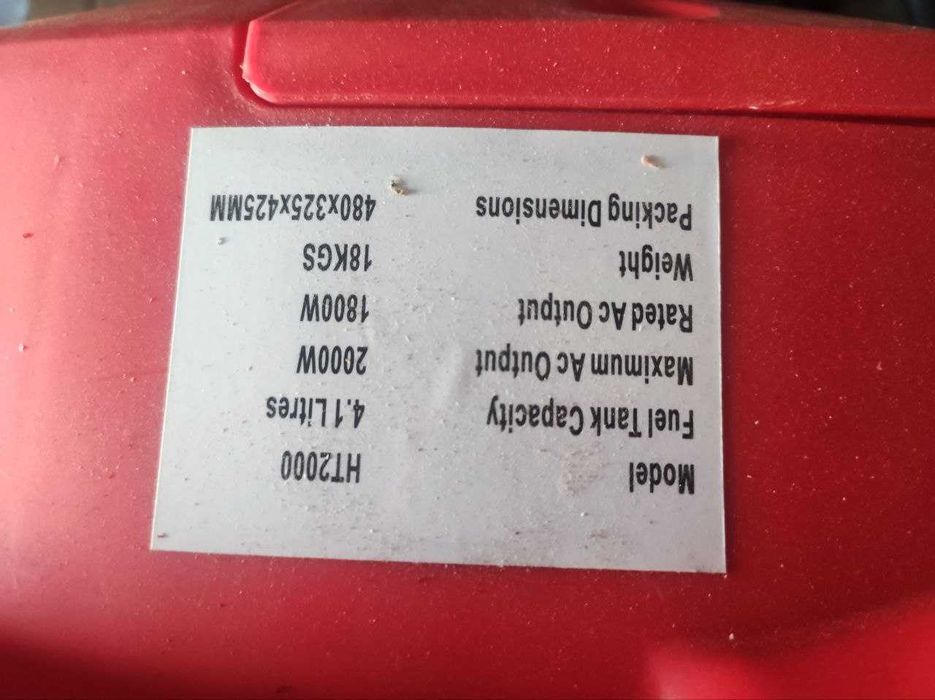 Model HT2000
Fuel Tank Capacity 4.1 Litres
Maximum Ac Output 2000W
Rated Ac Output 1800W
Weight 18KGS
Packing Dimensions 480x325x425MM